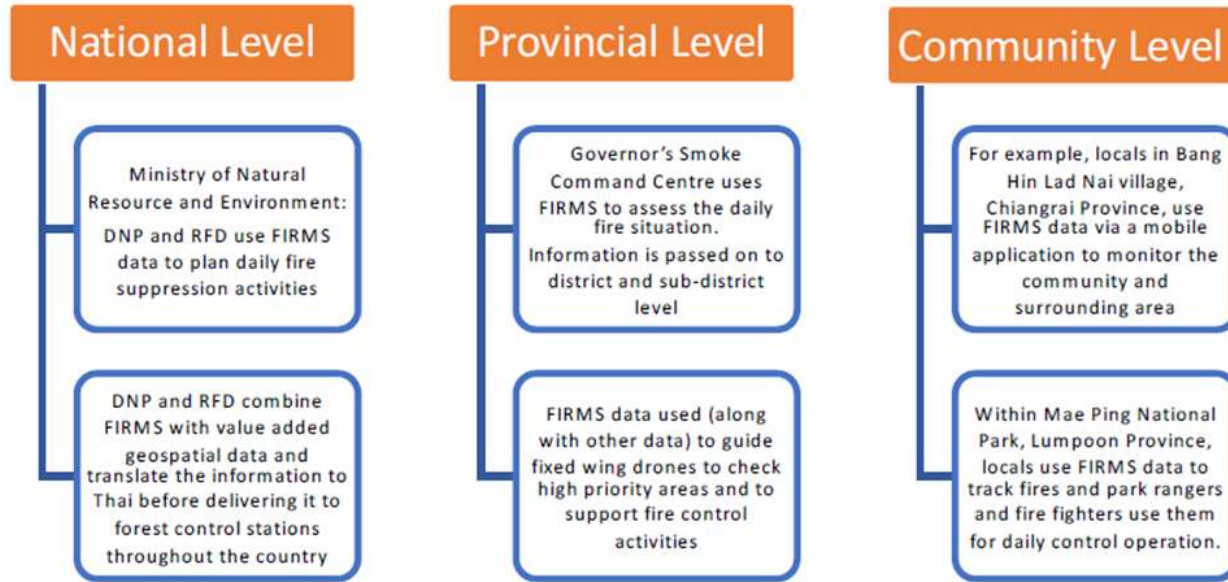 National Level
Ministry of Natural
Resource and Environment:
DNP and RFD use FIRMS
data to plan daily fire
suppression activities
DNP and RFD combine
FIRMS with value added
geospatial data and
translate the information to
Thai before delivering it to
forest control stations
throughout the country
Provincial Level
Governor's Smoke
Command Centre uses
FIRMS to assess the daily
fire situation.
Information is passed on to
district and sub-district
level
FIRMS data used (along
with other data) to guide
fixed wing drones to check
high priority areas and to
support fire control
activities
Community Level
For example, locals in Bang
Hin Lad Nai village,
Chiangrai Province, use
FIRMS data via a mobile
application to monitor the
community and
surrounding area
Within Mae Ping National
Park, Lumpoon Province,
locals use FIRMS data to
track fires and park rangers
and fire fighters use them
for daily control operation.